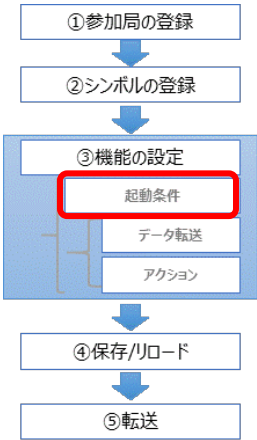 ①参加局の登録
②シンボルの登録
③機能の設定
起動条件
データ転送
アクション
④保存/リロード
⑤転送